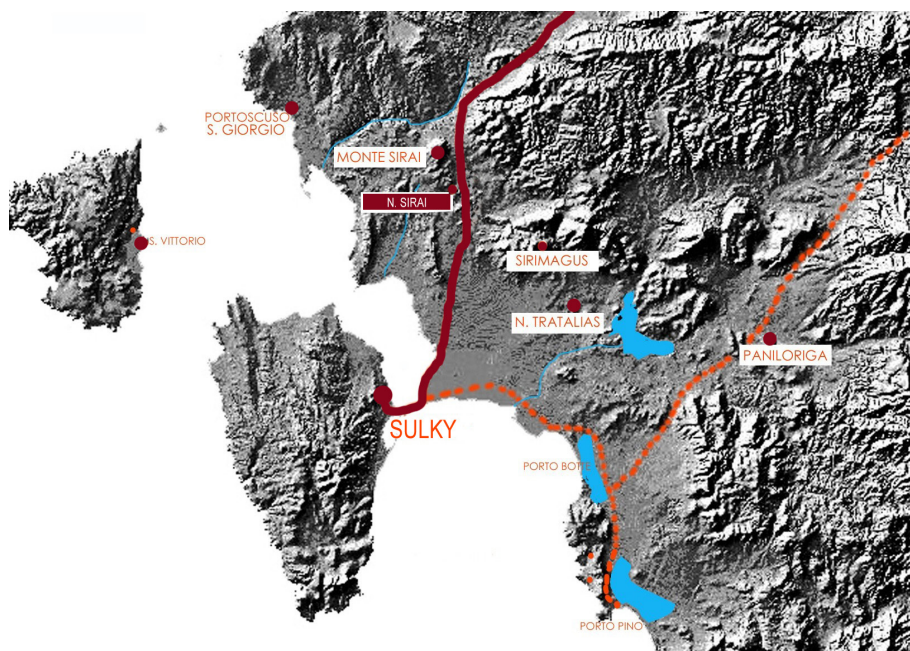 PORTOSCUSO
S. GIORGIO
MONTE SIRAI
N. SIRAI
S. VITTORIO
SIRIMAGUS
N. TRATALIAS
PANILORIGA
SULKY
PORTO BOTTE
PORTO PINO